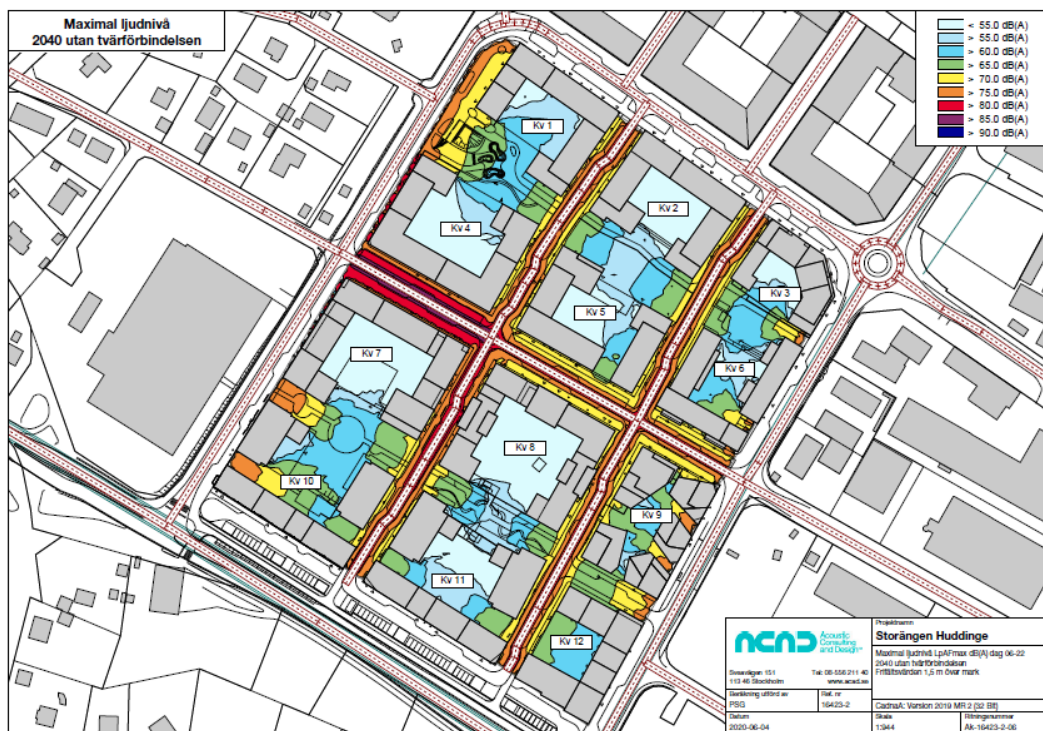 Maximal ljudnivå
2040 utan tvärförbindelsen
< 55.0 dB(A)
> 55.0 dB(A)
> 60.0 dB(A)
> 65.0 dB(A)
> 70.0 dB(A)
> 75.0 dB(A)
> 80.0 dB(A)
> 85.0 dB(A)
> 90.0 dB(A)
Kv 1
Kv 2
Kv 4
Kv 3
Kv 5
Kv 7
Kv 6
Kv 8
Kv 10
Kv 9
Kv 11
Kv 12
ACAD
Acoustic
Consulting
and Design™
Sveavägen 151
113 46 Stockholm
Tel: 08-556 211 40
www.acad.se
Projektnamn
Storängen Huddinge
Maximal ljudnivå LpAFmax dB(A) dag 06-22
2040 utan tvärförbindelsen
Frifältsvärden 1,5 m över mark
Beräkning utförd av
PSG
Ref. nr
16423-2
CadnaA: Version 2019 MR 2 (32 Bit)
Datum
2020-06-04
Skala
1:1944
Ritningsnummer
Ak-16423-2-06